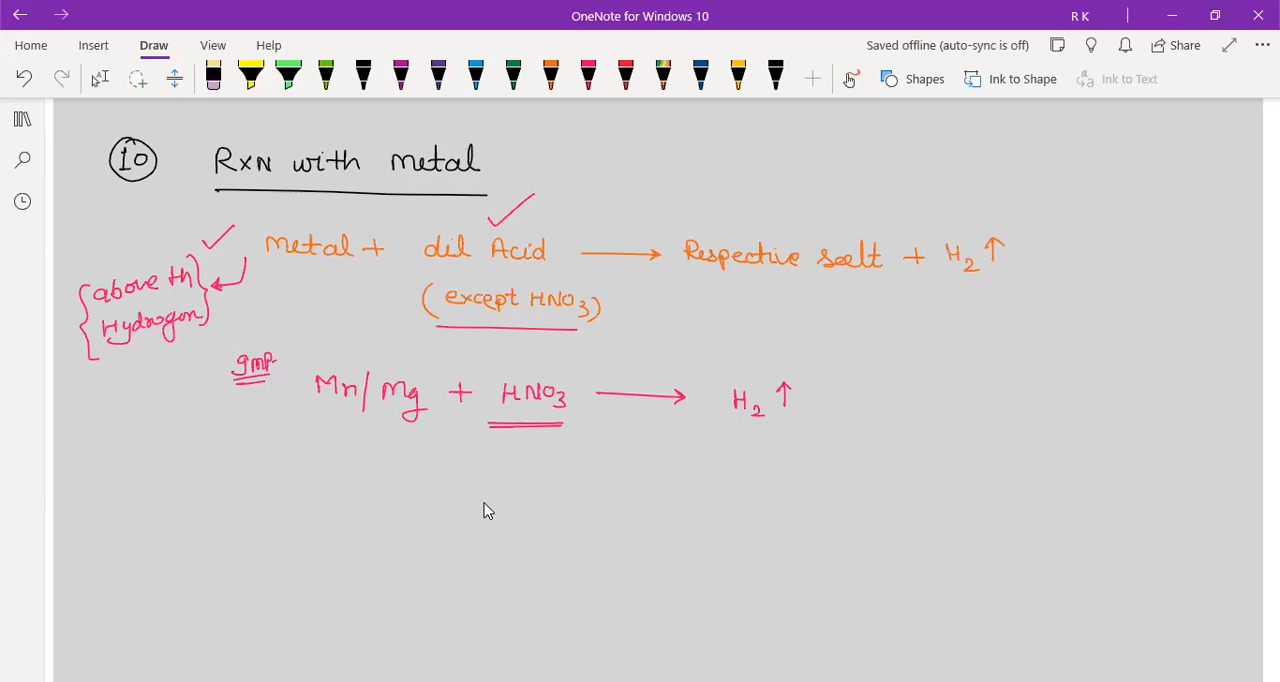 OneNote for Windows 10
R K
Home Insert Draw View Help
Saved offline (auto-sync is off)
Share
Shapes
Ink to Shape
Ink to Text
10 RXN with Metal
Metal + dil Acid → Respective Salt + H2 ↑
(except HNO3)
{above th
Hydrogen}
Imp.
Mn/Mg + HNO3 → H2 ↑